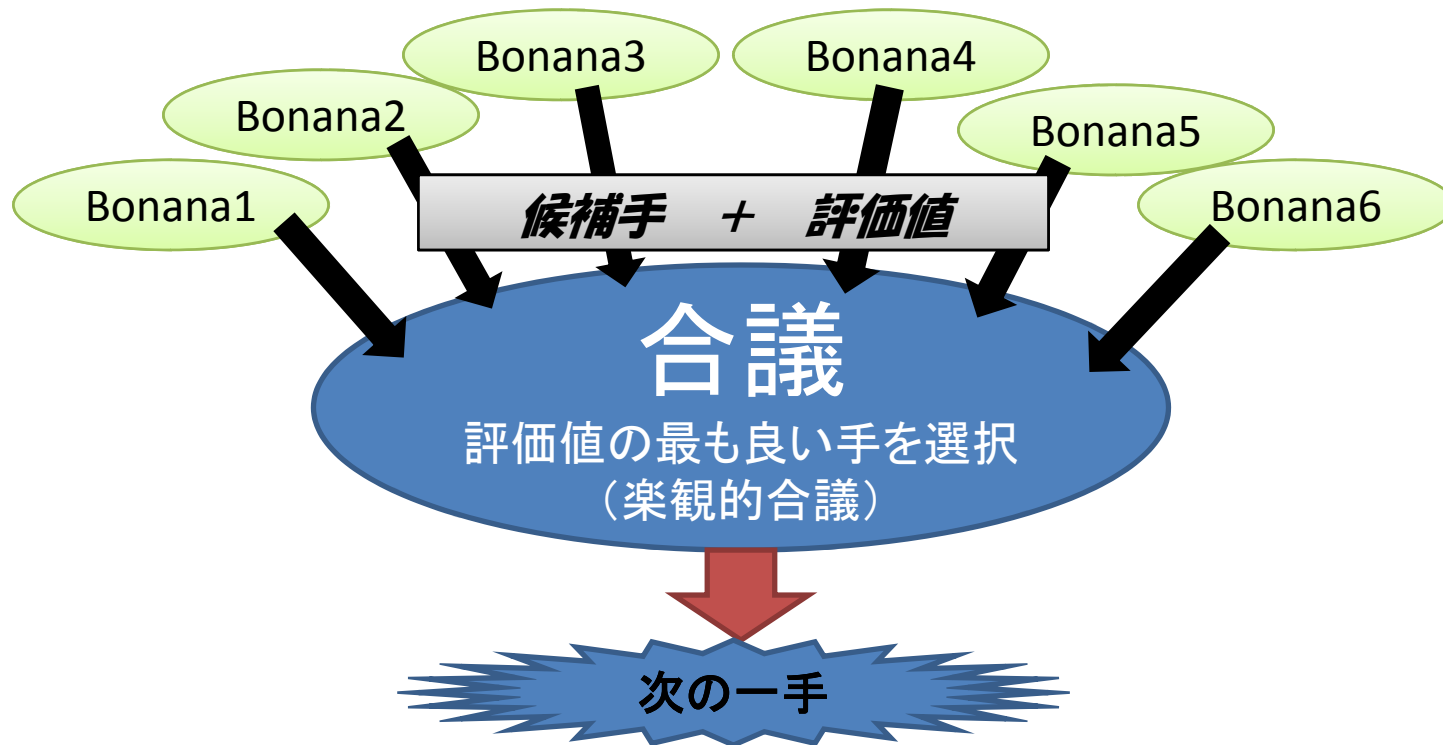 Bonana1
Bonana2
Bonana3
Bonana4
Bonana5
Bonana6
候補手 + 評価値
合議
評価値の最も良い手を選択
（楽観的合議）
次の一手